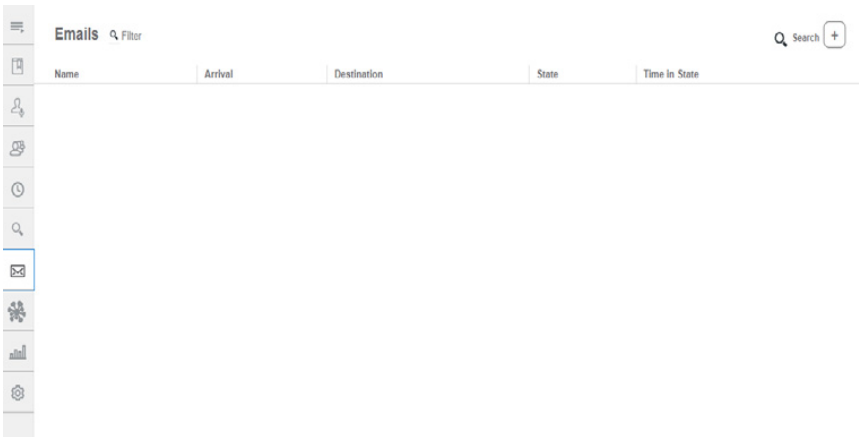 Emails Filter
Search +
Name Arrival Destination State Time in State